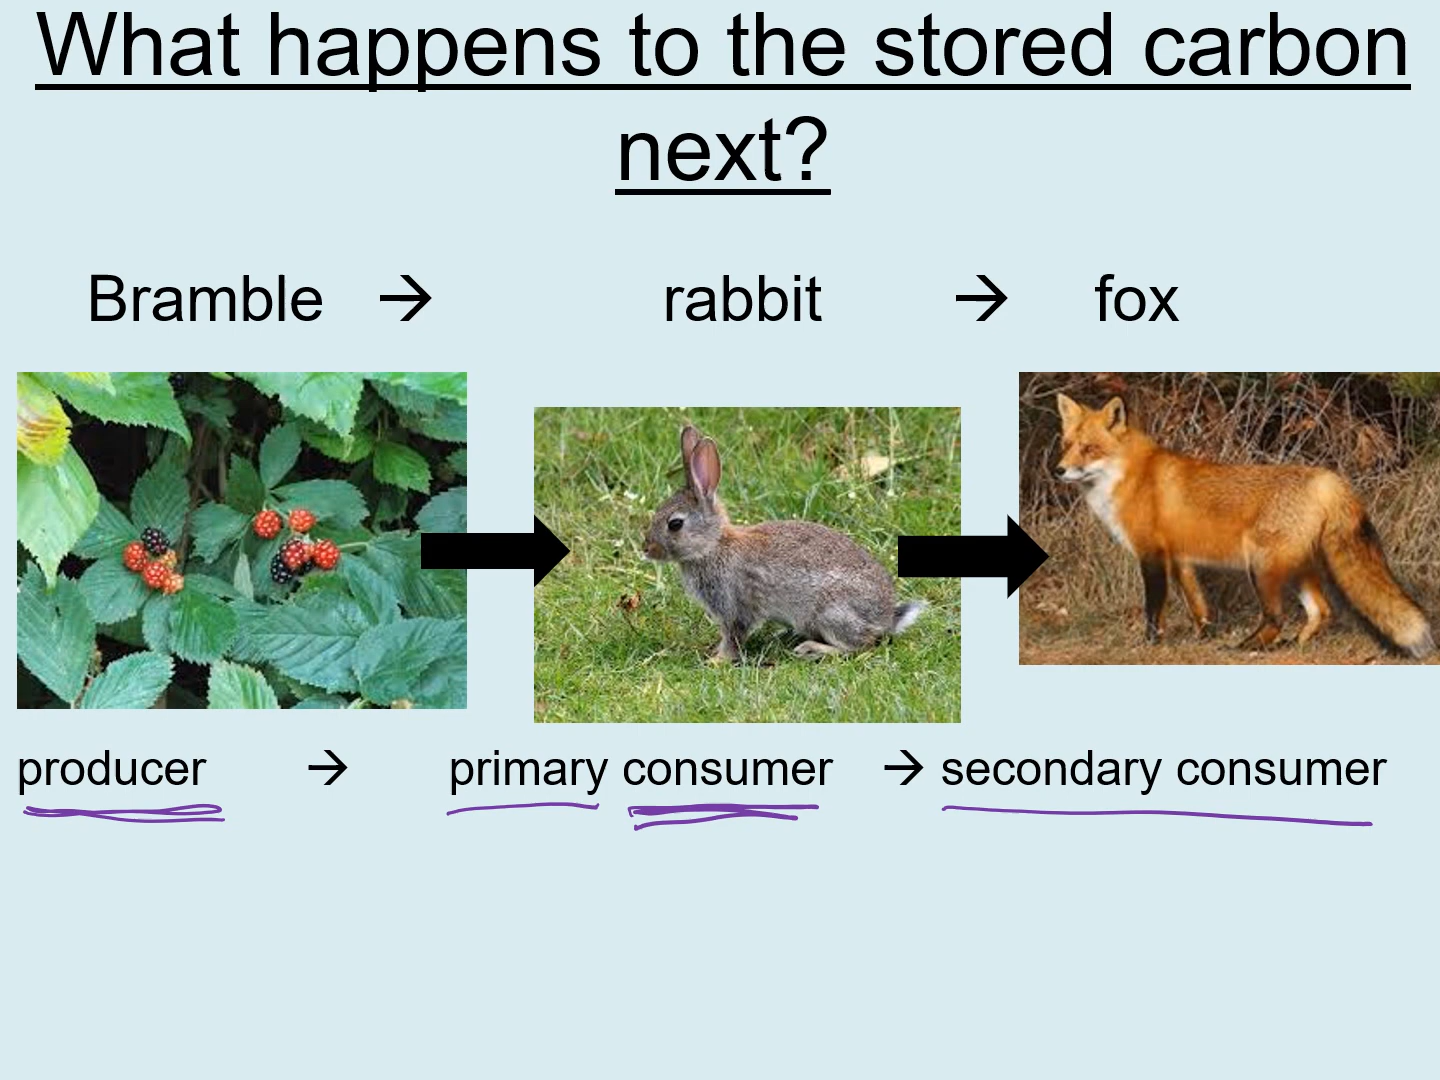 What happens to the stored carbon
next?
Bramble → rabbit → fox
producer → primary consumer → secondary consumer